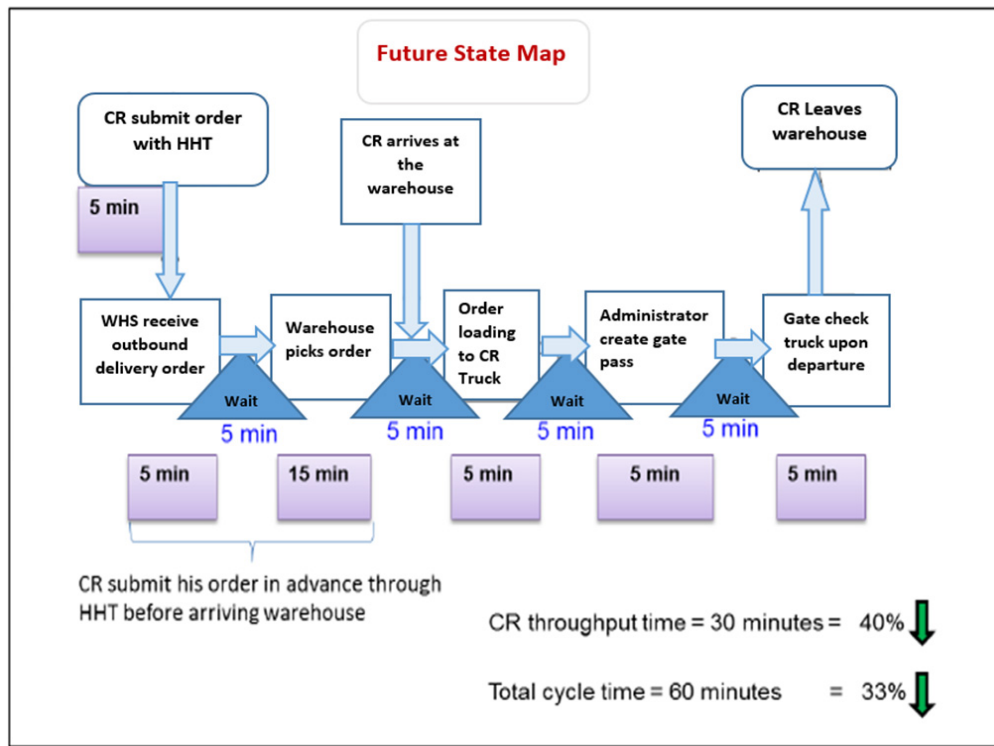 Future State Map
CR submit order
with HHT
CR arrives at
the
warehouse
CR Leaves
warehouse
5 min
WHS receive
outbound
delivery order
Warehouse
picks order
Order
loading
to CR
Truck
Administrator
create gate
pass
Gate check
truck upon
departure
Wait
Wait
Wait
Wait
5 min
5 min
5 min
5 min
5 min
15 min
5 min
5 min
5 min
CR submit his order in advance through
HHT before arriving warehouse
CR throughput time = 30 minutes = 40%
Total cycle time = 60 minutes = 33%